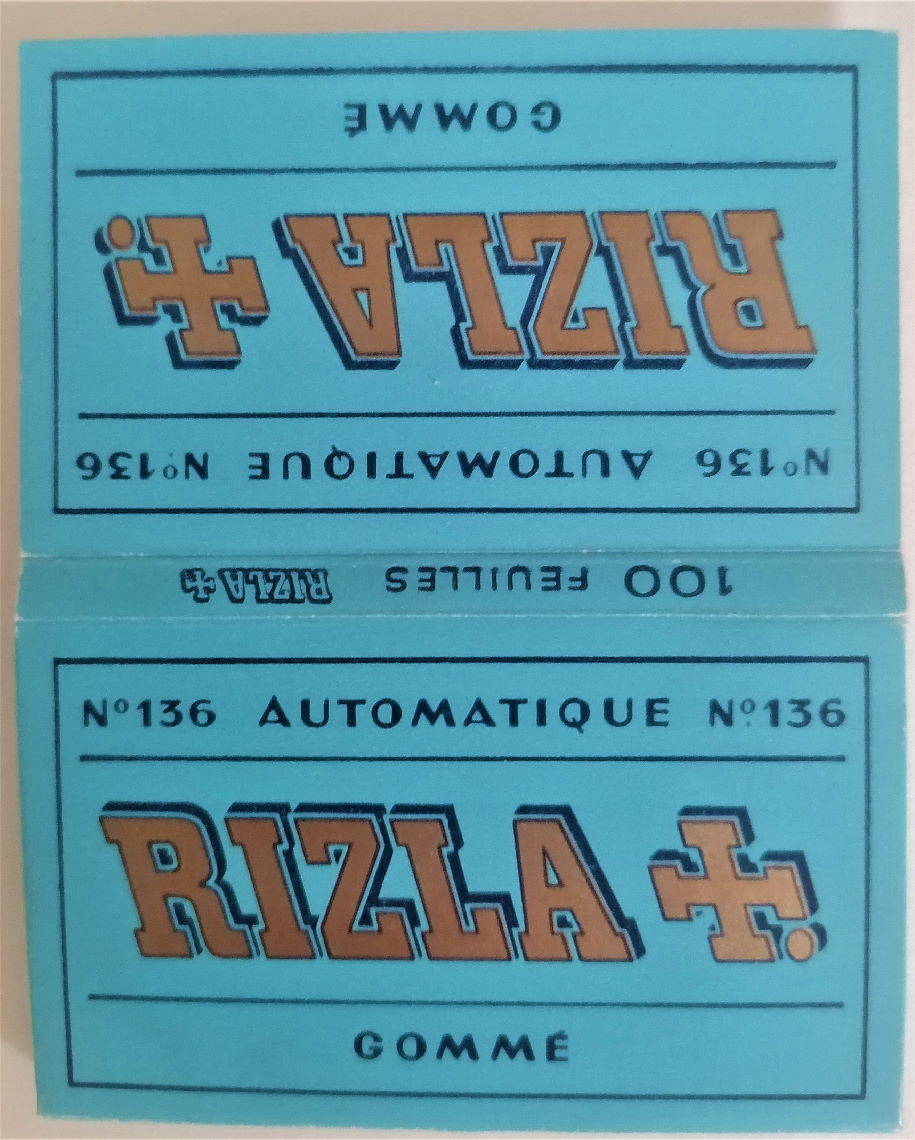 GOMMÉ
RIZLA +.
Nº136 AUTOMATIQUE Nº136
100 FEUILLES RIZLA +
Nº136 AUTOMATIQUE Nº136
RIZLA +.
GOMMÉ